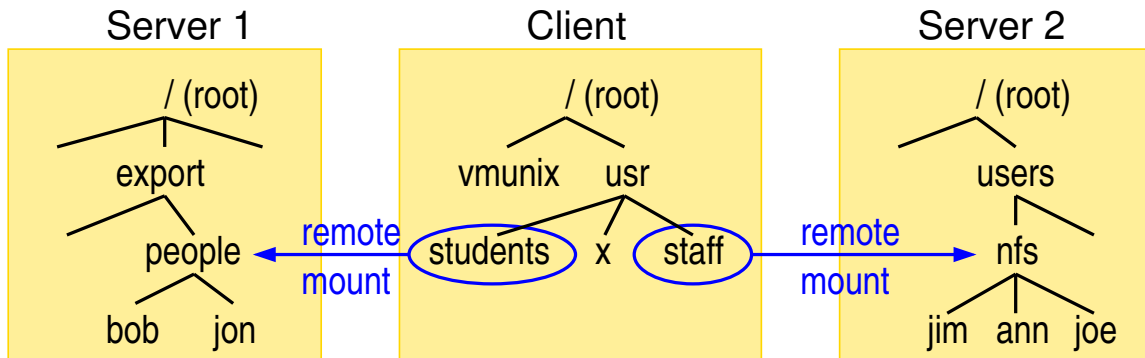 Server 1 Client Server 2
/ (root) / (root) / (root)
export vmunix usr users
people remote students x staff remote nfs
mount mount
bob jon jim ann joe